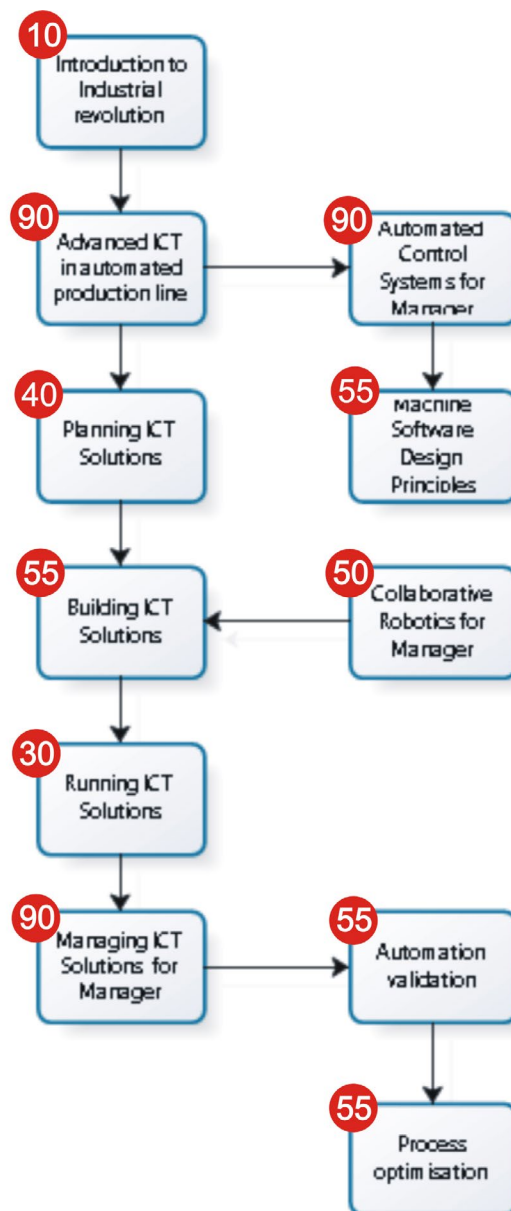 10
Introduction to
Industrial
revolution
90
Advanced ICT
in automated
production line
90
Automated
Control
Systems for
Manager
40
Planning ICT
Solutions
55
Machine
Software
Design
Principles
55
Building ICT
Solutions
50
Collaborative
Robotics for
Manager
30
Running ICT
Solutions
90
Managing ICT
Solutions for
Manager
55
Automation
validation
55
Process
optimisation